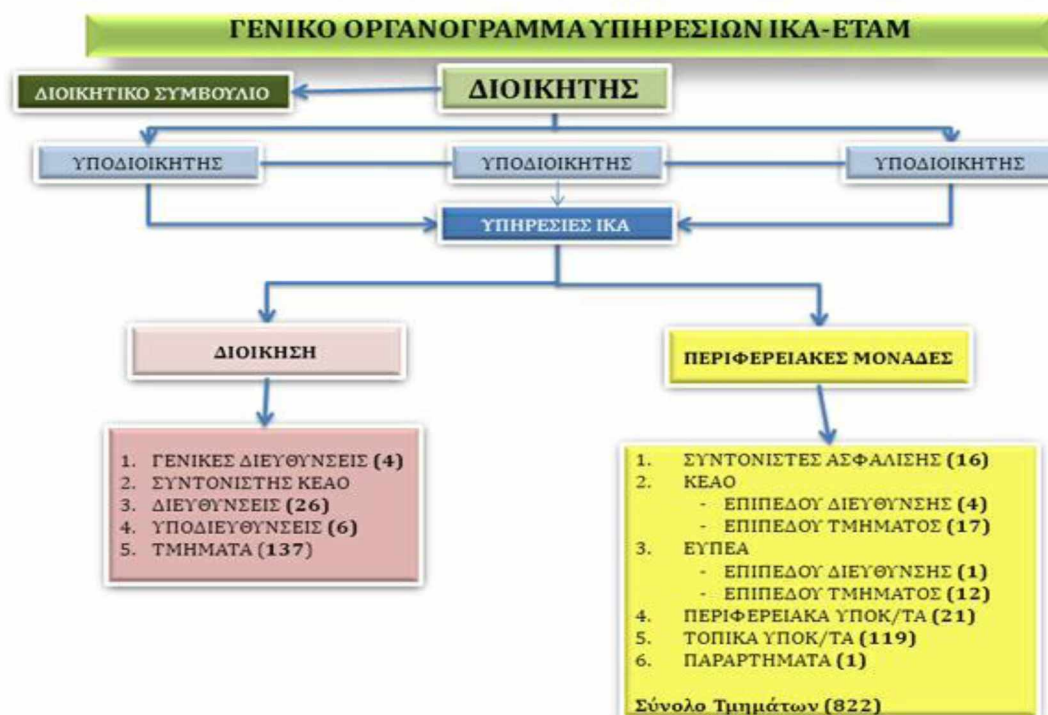 ΓΕΝΙΚΟ ΟΡΓΑΝΟΓΡΑΜΜΑ ΥΠΗΡΕΣΙΩΝ ΙΚΑ-ΕΤΑΜ
ΔΙΟΙΚΗΤΙΚΟ ΣΥΜΒΟΥΛΙΟ
ΔΙΟΙΚΗΤΗΣ
ΥΠΟΔΙΟΙΚΗΤΗΣ
ΥΠΟΔΙΟΙΚΗΤΗΣ
ΥΠΟΔΙΟΙΚΗΤΗΣ
ΥΠΗΡΕΣΙΕΣ ΙΚΑ
ΔΙΟΙΚΗΣΗ
1. ΓΕΝΙΚΕΣ ΔΙΕΥΘΥΝΣΕΙΣ (4)
2. ΣΥΝΤΟΝΙΣΤΗΣ ΚΕΑΟ
3. ΔΙΕΥΘΥΝΣΕΙΣ (26)
4. ΥΠΟΔΙΕΥΘΥΝΣΕΙΣ (6)
5. ΤΜΗΜΑΤΑ (137)
ΠΕΡΙΦΕΡΕΙΑΚΕΣ ΜΟΝΑΔΕΣ
1. ΣΥΝΤΟΝΙΣΤΕΣ ΑΣΦΑΛΙΣΗΣ (16)
2. ΚΕΑΟ
- ΕΠΙΠΕΔΟΥ ΔΙΕΥΘΥΝΣΗΣ (4)
- ΕΠΙΠΕΔΟΥ ΤΜΗΜΑΤΟΣ (17)
3. ΕΥΠΕΑ
- ΕΠΙΠΕΔΟΥ ΔΙΕΥΘΥΝΣΗΣ (1)
- ΕΠΙΠΕΔΟΥ ΤΜΗΜΑΤΟΣ (12)
4. ΠΕΡΙΦΕΡΕΙΑΚΑ ΥΠΟΚ/ΤΑ (21)
5. ΤΟΠΙΚΑ ΥΠΟΚ/ΤΑ (119)
6. ΠΑΡΑΡΤΗΜΑΤΑ (1)
Σύνολο Τμημάτων (822)